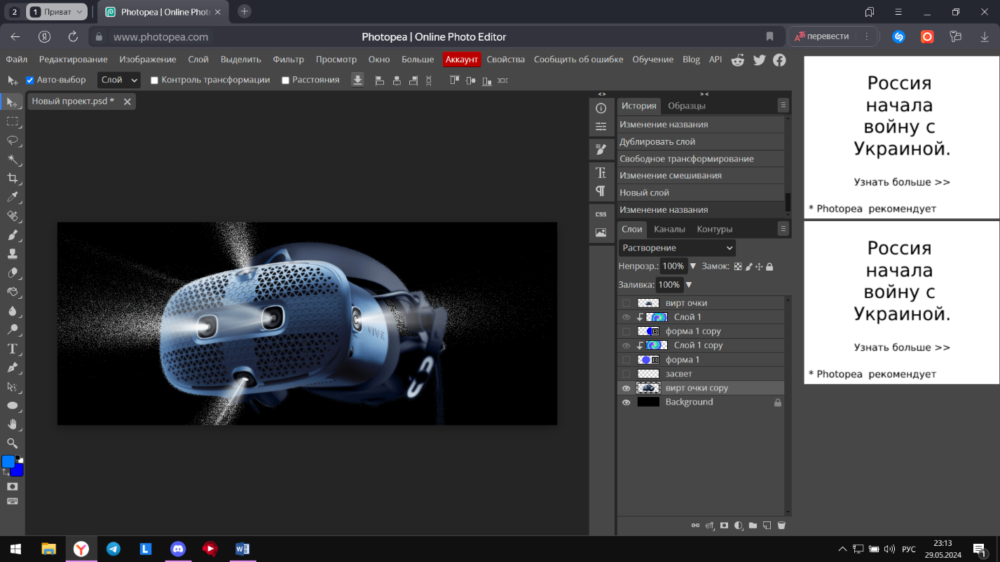 2
1 Приват
Photopea | Online Photo
www.photopea.com
Photopea | Online Photo Editor
перевести
Файл Редактирование Изображение Слой Выделить Фильтр Просмотр Окно Больше Аккаунт Свойства Сообщить об ошибке Обучение Blog API
Авто-выбор Слой Контроль трансформации Расстояния
Новый проект.psd *
История Образцы
Изменение названия
Дублировать слой
Свободное трансформирование
Изменение смешивания
Новый слой
Изменение названия
CSS
Слои Каналы Контуры
Растворение
Непрозр.: 100% Замок:
Заливка: 100%
вирт очки
Слой 1
форма 1 copy
Слой 1 copy
форма 1
засвет
вирт очки copy
Background
eff
VIVE
Россия
начала
войну с
Украиной.
Узнать больше >>
* Photopea рекомендует
Россия
начала
войну с
Украиной.
Узнать больше >>
* Photopea рекомендует
РУС
23:13
29.05.2024
1